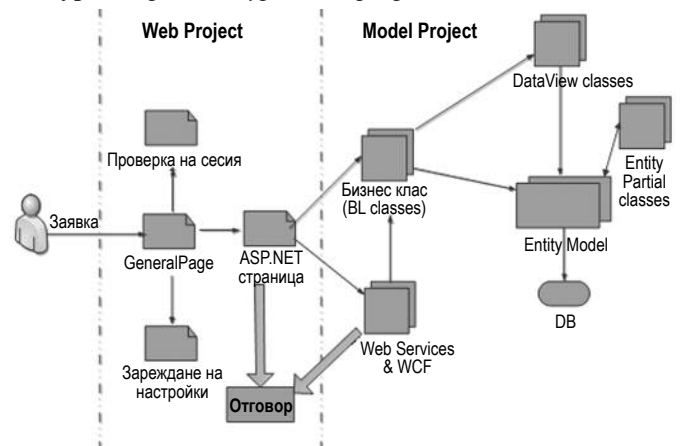 Web Project
Model Project
DataView classes
Проверка на сесия
Бизнес клас
(BL classes)
Entity
Partial
classes
Заявка
GeneralPage
ASP.NET
страница
Entity Model
DB
Web Services
& WCF
Зареждане на
настройки
Отговор